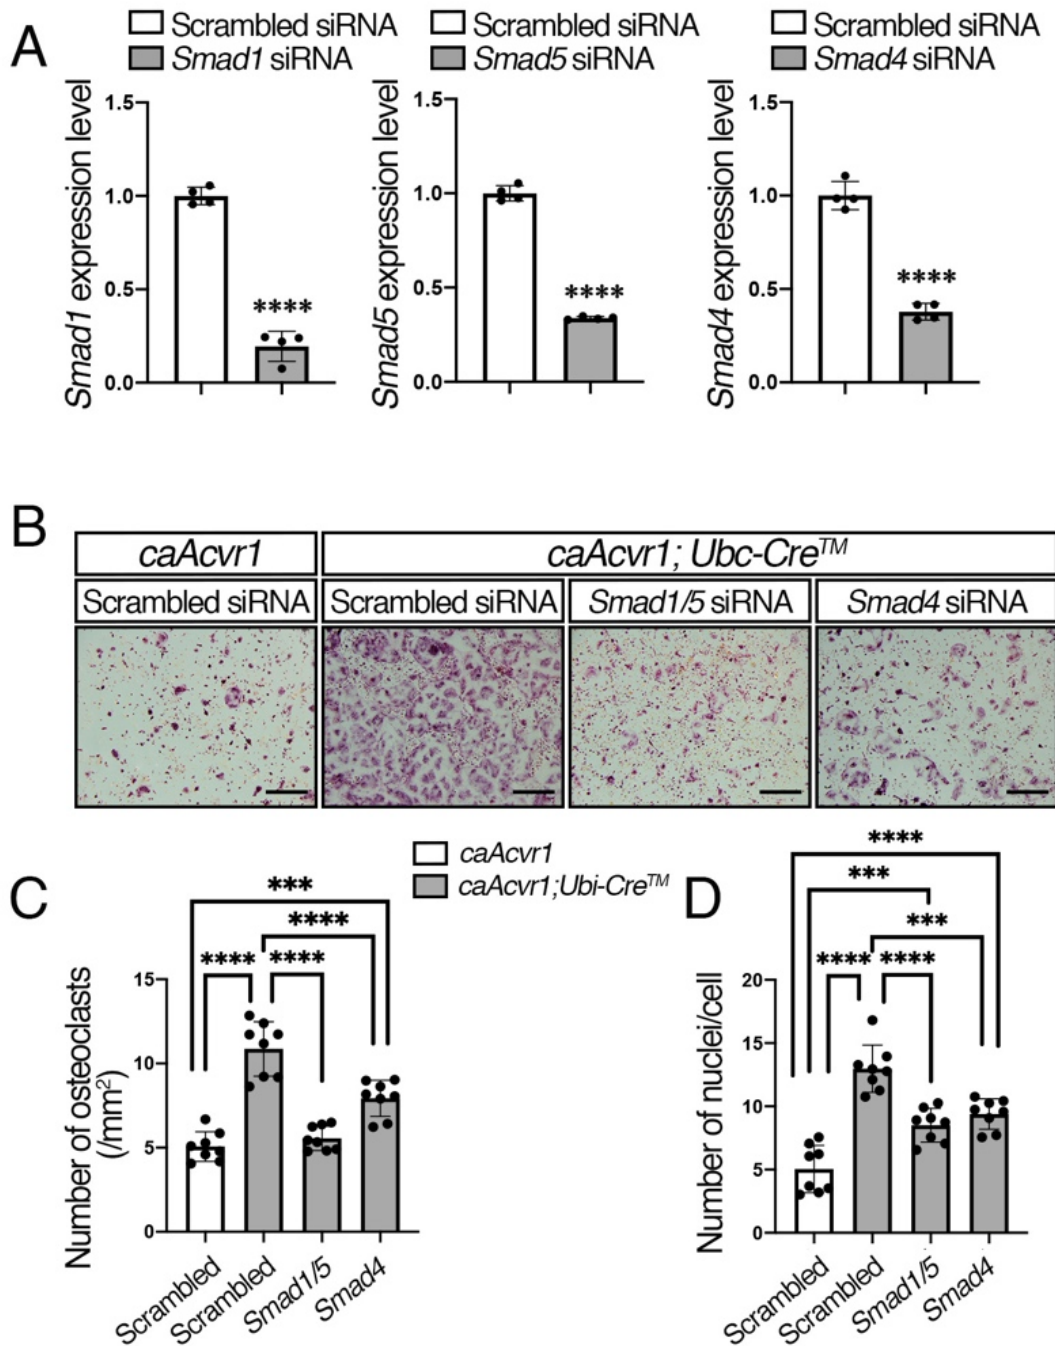 A
Scrambled siRNA
Smad1 siRNA
Scrambled siRNA
Smad5 siRNA
Scrambled siRNA
Smad4 siRNA
Smad1 expression level
1.5
1.0
0.5
0.0
****
Smad5 expression level
1.5
1.0
0.5
0.0
****
Smad4 expression level
1.5
1.0
0.5
0.0
****
B
caAcvr1
caAcvr1; Ubc-Cre™
Scrambled siRNA
Scrambled siRNA
Smad1/5 siRNA
Smad4 siRNA
caAcvr1
caAcvr1;Ubi-Cre™
C
***
****
**** ****
Number of osteoclasts
(/mm²)
15
10
5
0
Scrambled
Scrambled
Smad1/5
Smad4
D
****
***
***
**** ****
Number of nuclei/cell
20
15
10
5
0
Scrambled
Scrambled
Smad1/5
Smad4